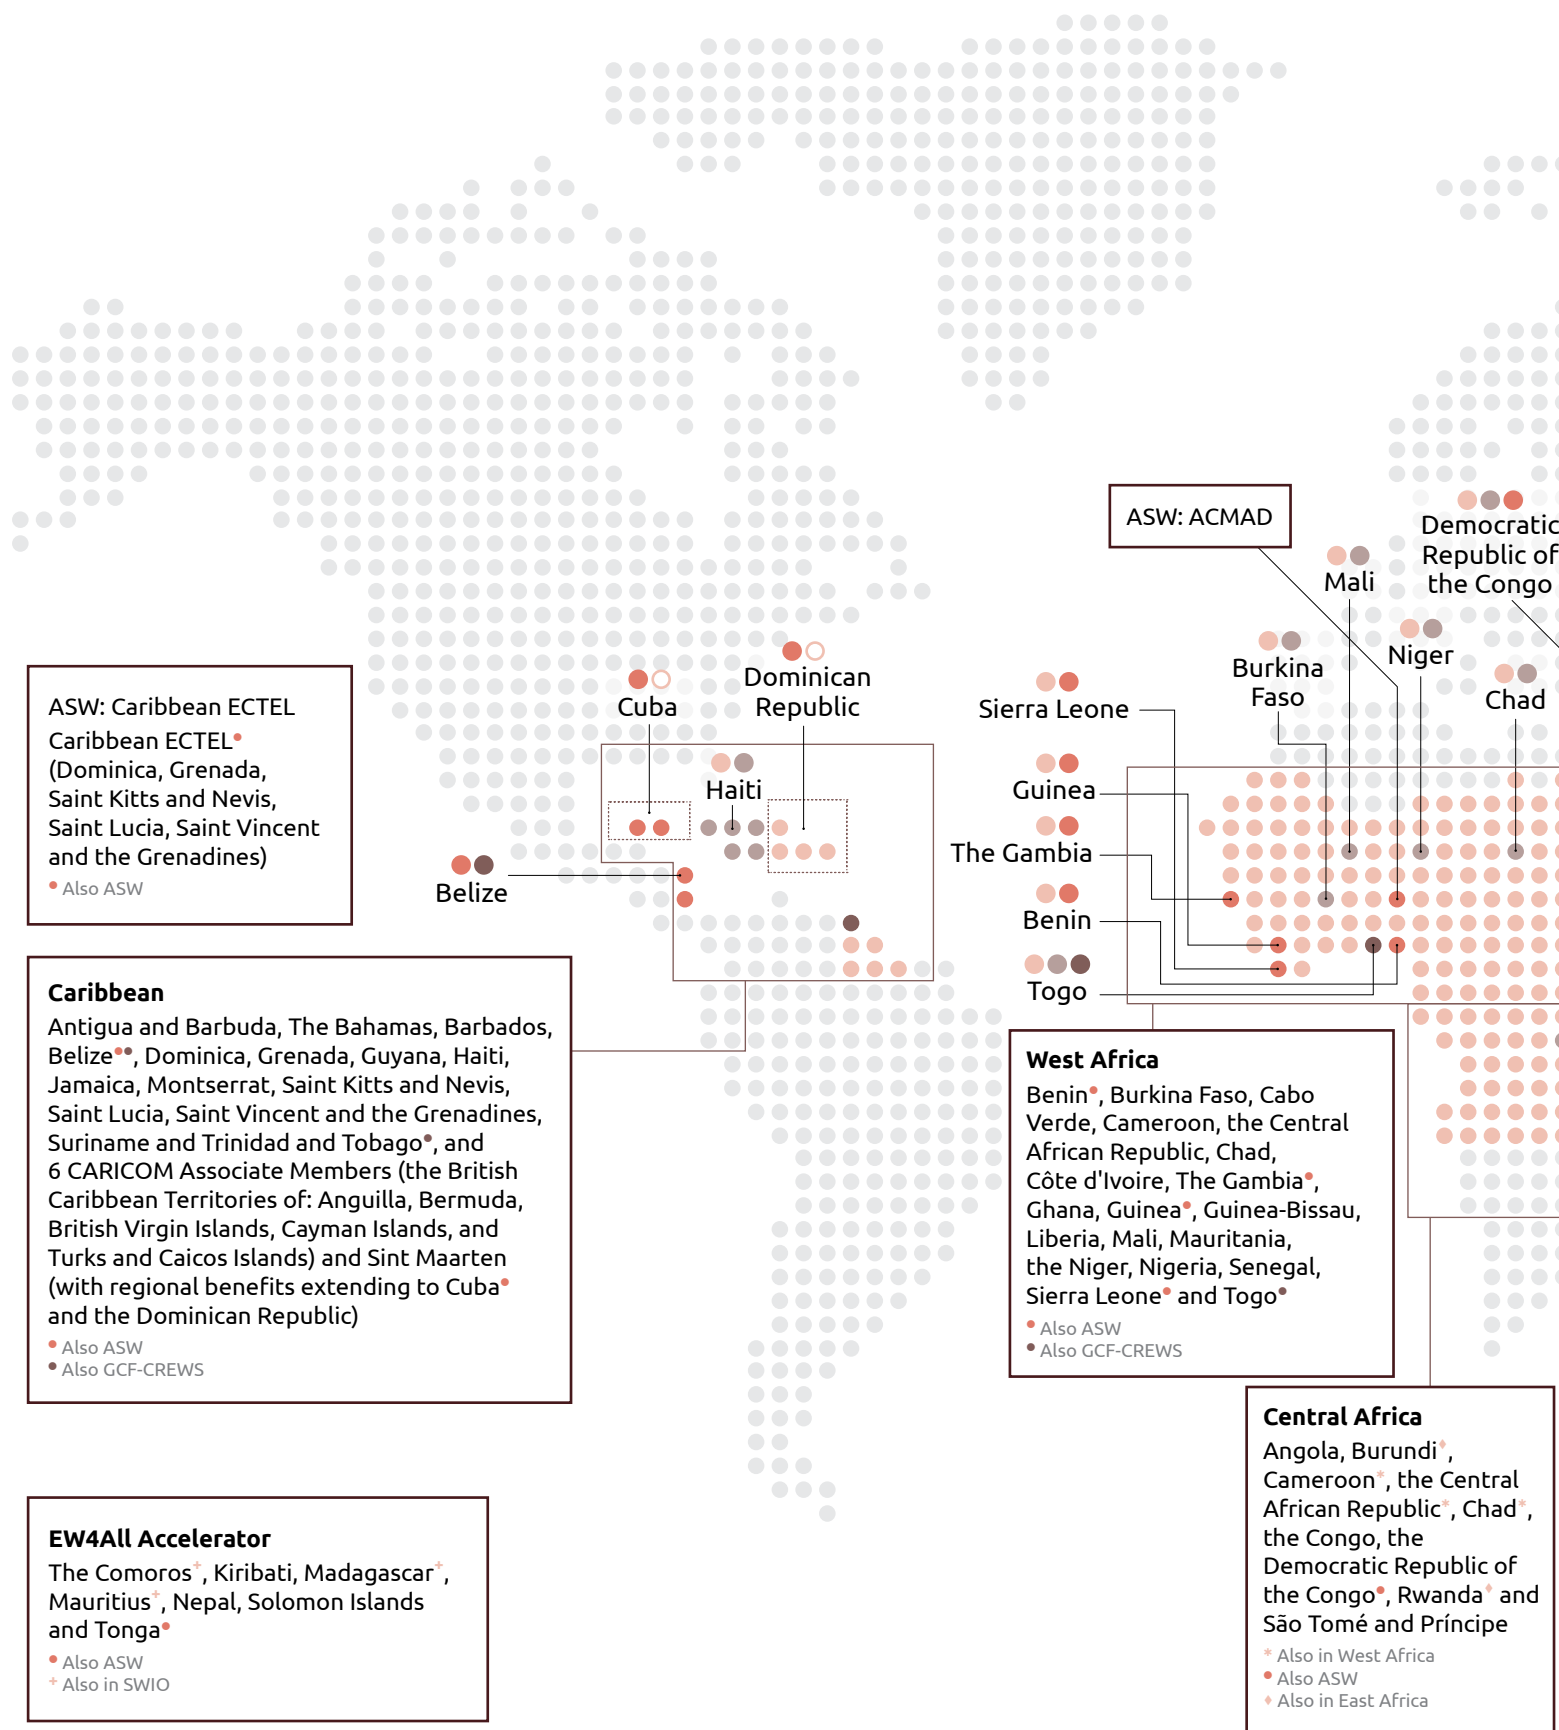 ASW: ACMAD
Democratic
Republic of
the Congo
Mali
Niger
Burkina
Faso
Chad
Dominican
Republic
Cuba
Haiti
Belize
Sierra Leone
Guinea
The Gambia
Benin
Togo
ASW: Caribbean ECTEL
Caribbean ECTEL•
(Dominica, Grenada,
Saint Kitts and Nevis,
Saint Lucia, Saint Vincent
and the Grenadines)
• Also ASW
Caribbean
Antigua and Barbuda, The Bahamas, Barbados,
Belize••, Dominica, Grenada, Guyana, Haiti,
Jamaica, Montserrat, Saint Kitts and Nevis,
Saint Lucia, Saint Vincent and the Grenadines,
Suriname and Trinidad and Tobago•, and
6 CARICOM Associate Members (the British
Caribbean Territories of: Anguilla, Bermuda,
British Virgin Islands, Cayman Islands, and
Turks and Caicos Islands) and Sint Maarten
(with regional benefits extending to Cuba•
and the Dominican Republic)
• Also ASW
• Also GCF-CREWS
West Africa
Benin•, Burkina Faso, Cabo
Verde, Cameroon, the Central
African Republic, Chad,
Côte d'Ivoire, The Gambia•,
Ghana, Guinea•, Guinea-Bissau,
Liberia, Mali, Mauritania,
the Niger, Nigeria, Senegal,
Sierra Leone• and Togo•
• Also ASW
• Also GCF-CREWS
Central Africa
Angola, Burundi♦,
Cameroon*, the Central
African Republic*, Chad*,
the Congo, the
Democratic Republic of
the Congo•, Rwanda♦ and
São Tomé and Príncipe
* Also in West Africa
• Also ASW
♦ Also in East Africa
EW4All Accelerator
The Comoros+, Kiribati, Madagascar+,
Mauritius+, Nepal, Solomon Islands
and Tonga•
• Also ASW
+ Also in SWIO